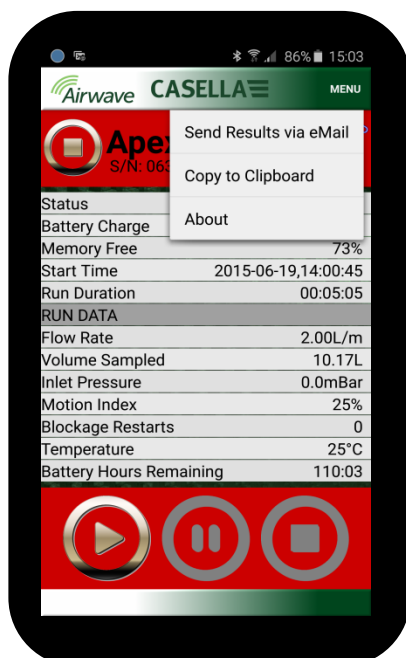 86% 15:03
Airwave CASELLA MENU
Send Results via eMail
Copy to Clipboard
About
S/N: 063
Status
Battery Charge
Memory Free 73%
Start Time 2015-06-19,14:00:45
Run Duration 00:05:05
RUN DATA
Flow Rate 2.00L/m
Volume Sampled 10.17L
Inlet Pressure 0.0mBar
Motion Index 25%
Blockage Restarts 0
Temperature 25°C
Battery Hours Remaining 110:03